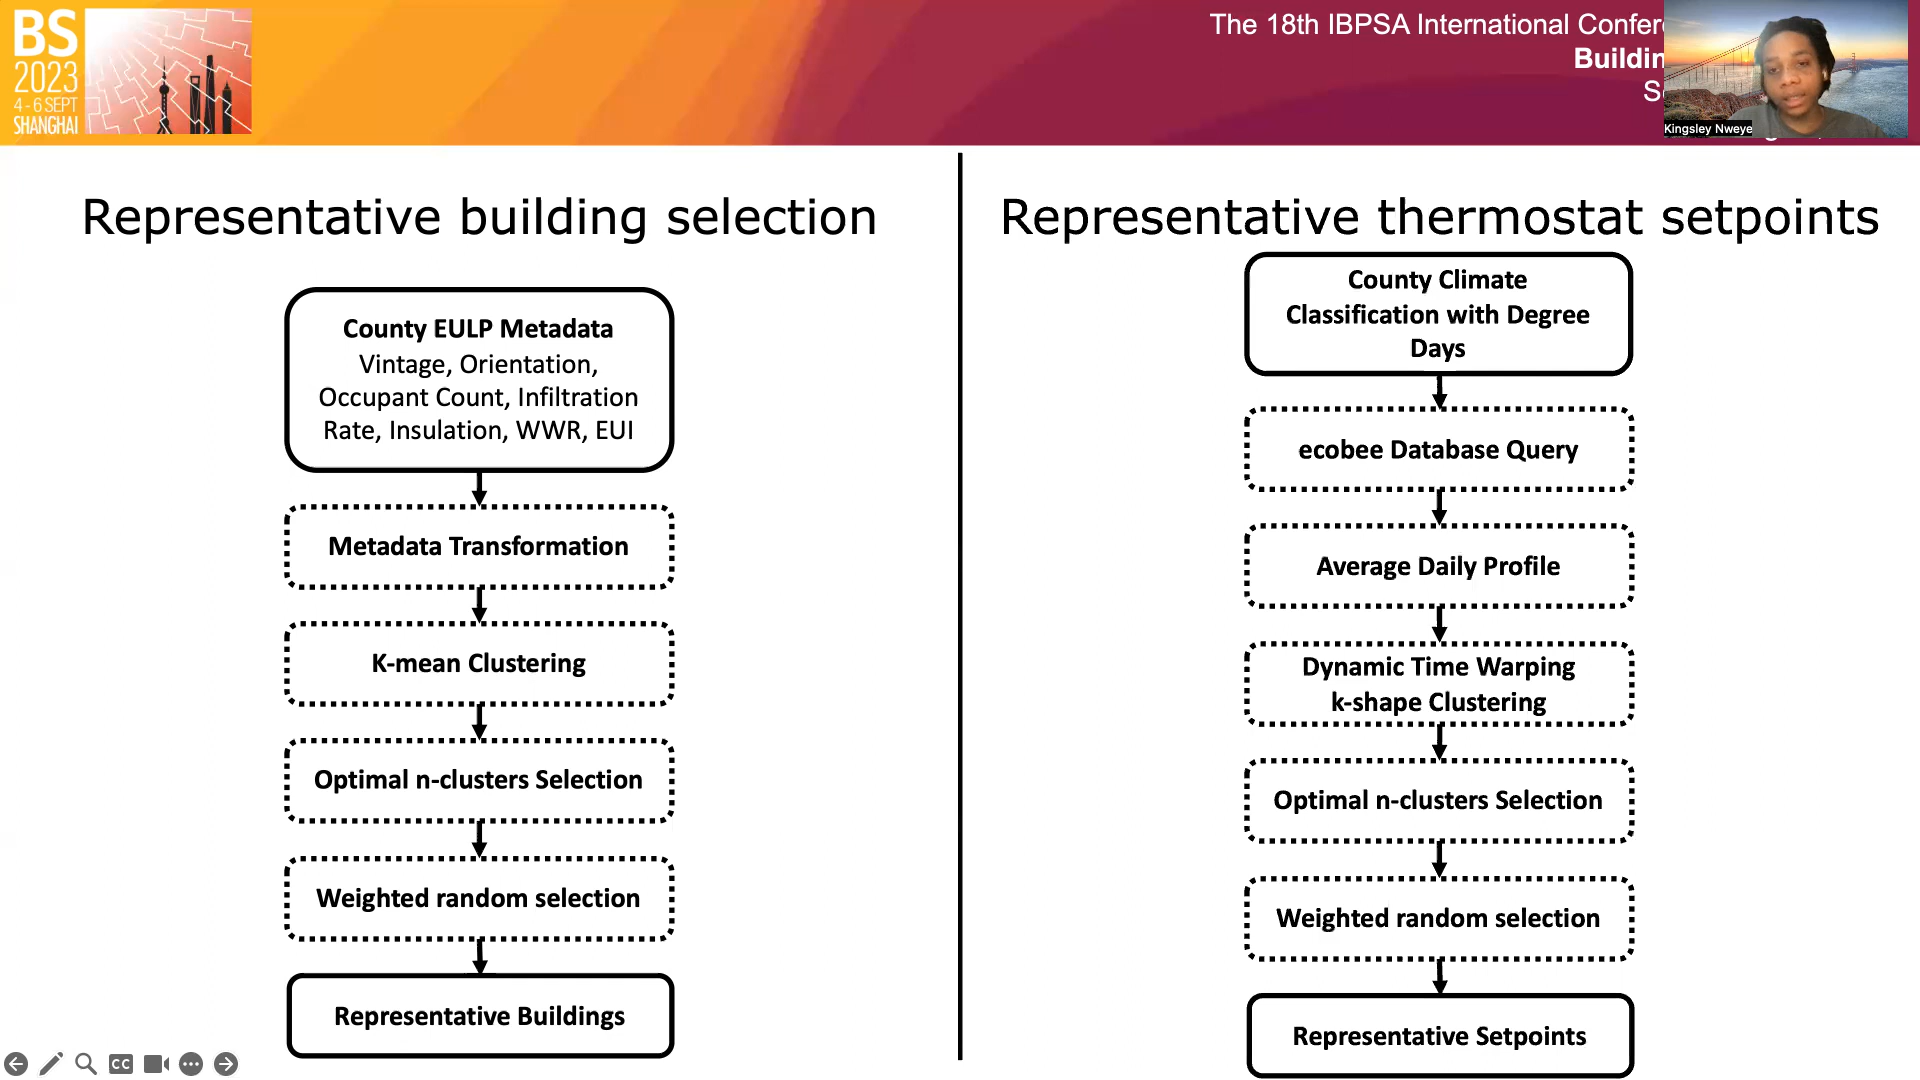 BS
2023
4-6 SEPT
SHANGHAI
The 18th IBPSA International
Kingsley Nweye
Representative building selection
County EULP Metadata
Vintage, Orientation,
Occupant Count, Infiltration
Rate, Insulation, WWR, EUI
Metadata Transformation
K-mean Clustering
Optimal n-clusters Selection
Weighted random selection
Representative Buildings
Representative thermostat setpoints
County Climate
Classification with Degree
Days
ecobee Database Query
Average Daily Profile
Dynamic Time Warping
k-shape Clustering
Optimal n-clusters Selection
Weighted random selection
Representative Setpoints
CC